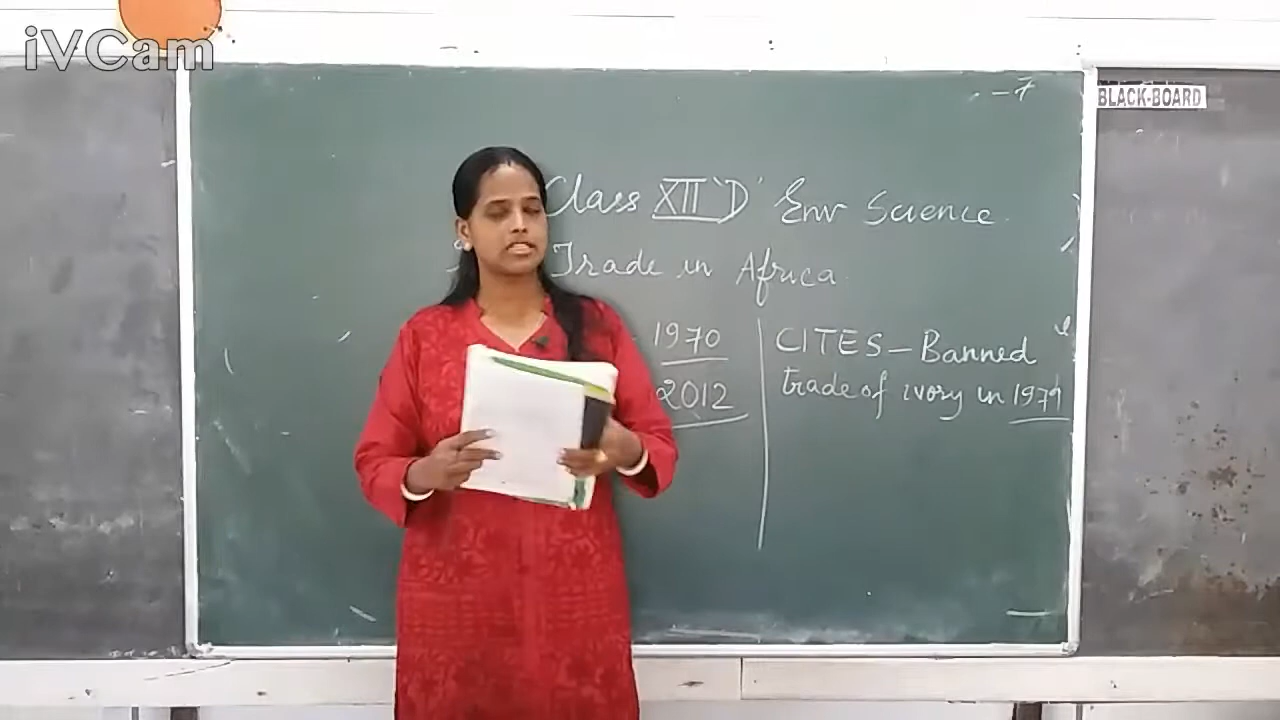 iVCam
- 7
BLACK-BOARD
Class XII 'D' Env Science
Trade in Africa
1970
2012
CITES - Banned
trade of ivory in 1979